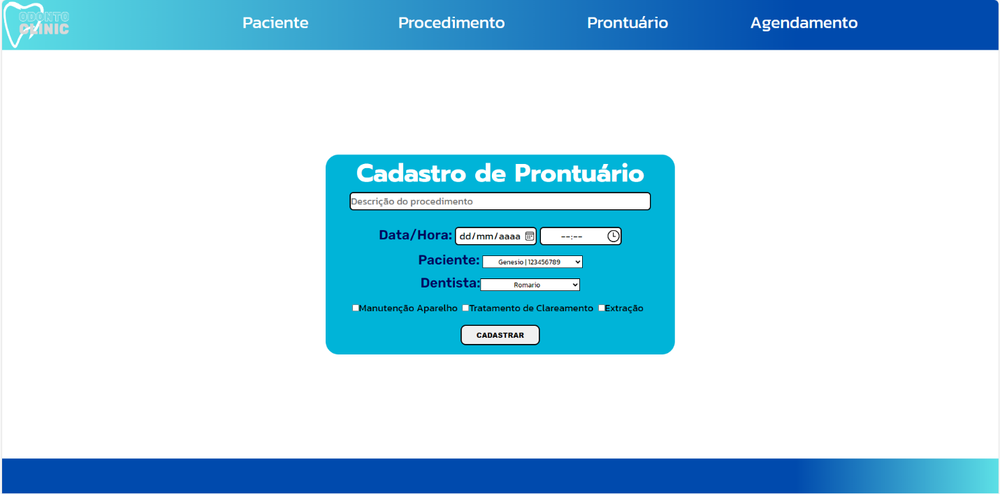 ODONTO
CLINIC
Paciente Procedimento Prontuário Agendamento
Cadastro de Prontuário
Descrição do procedimento
Data/Hora: dd/mm/aaaa --:--
Paciente: Genesio | 123456789
Dentista: Romario
Manutenção Aparelho Tratamento de Clareamento Extração
CADASTRAR